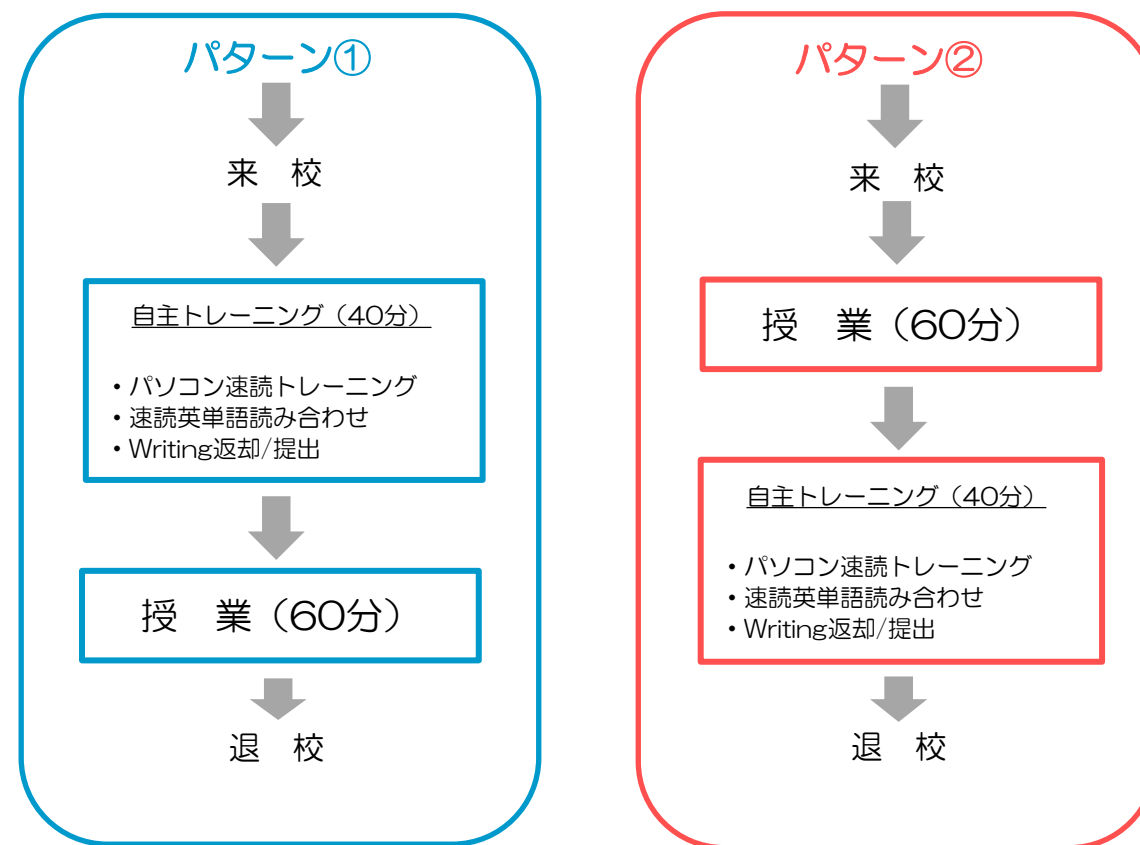 パターン①
来　校
自主トレーニング（40分）
・パソコン速読トレーニング
・速読英単語読み合わせ
・Writing返却/提出
授　業（60分）
退　校
パターン②
来　校
授　業（60分）
自主トレーニング（40分）
・パソコン速読トレーニング
・速読英単語読み合わせ
・Writing返却/提出
退　校